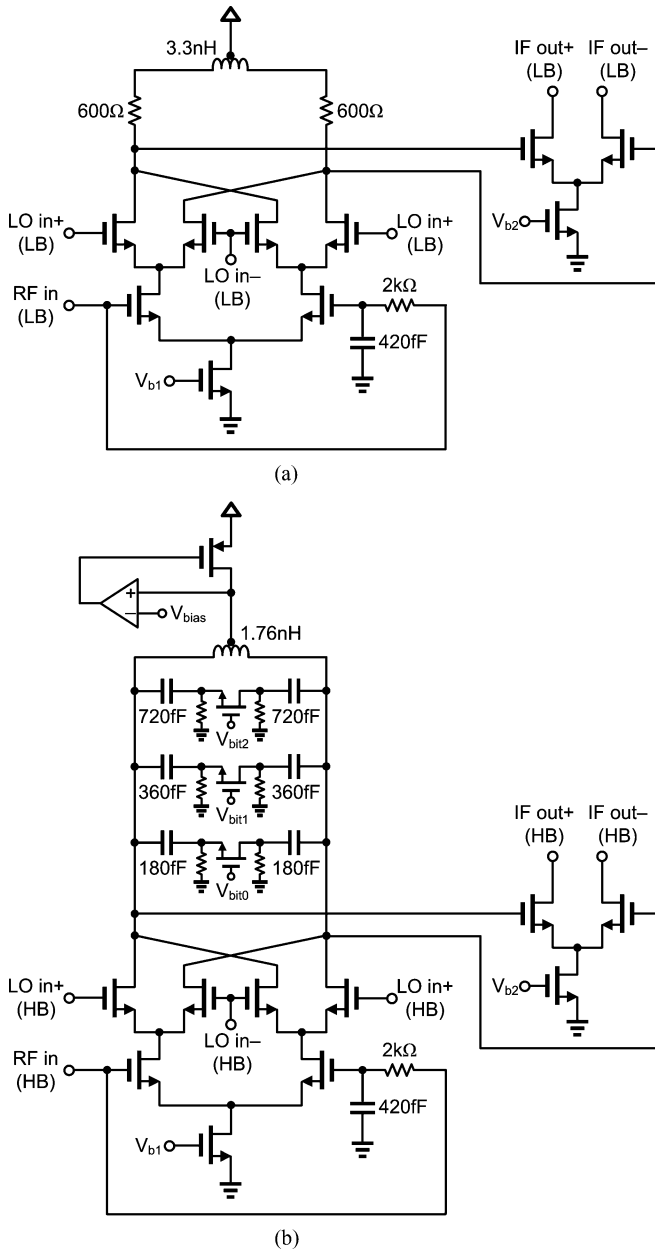 3.3nH
IF out+
(LB)
IF out–
(LB)
600Ω
600Ω
LO in+
(LB)
LO in+
(LB)
V_b2
LO in–
(LB)
RF in
(LB)
2kΩ
420fF
V_b1
(a)
+
–
V_bias
1.76nH
720fF
720fF
V_bit2
360fF
360fF
V_bit1
IF out+
(HB)
IF out–
(HB)
180fF
180fF
V_bit0
LO in+
(HB)
LO in+
(HB)
V_b2
LO in–
(HB)
RF in
(HB)
2kΩ
420fF
V_b1
(b)